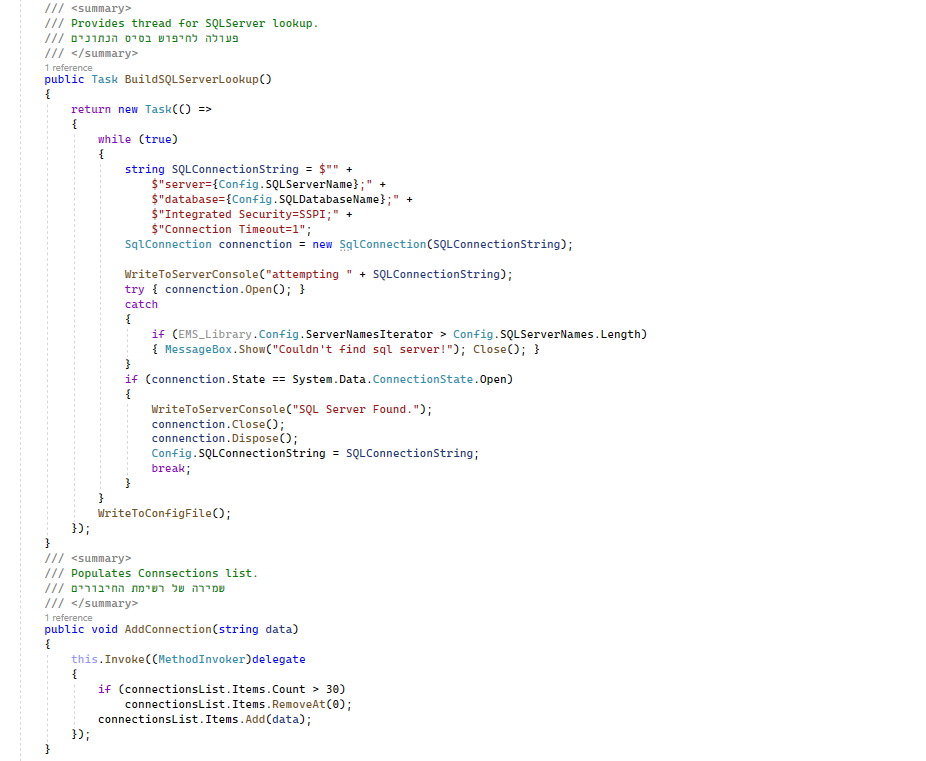 /// <summary>
/// Provides thread for SQLServer lookup.
/// פעולה לחיפוש בסיס הנתונים
/// </summary>
1 reference
public Task BuildSQLServerLookup()
{
return new Task(() =>
{
while (true)
{
string SQLConnectionString = $"" +
$"server={Config.SQLServerName};" +
$"database={Config.SQLDatabaseName};" +
$"Integrated Security=SSPI;" +
$"Connection Timeout=1";
SqlConnection connenction = new SqlConnection(SQLConnectionString);
WriteToServerConsole("attempting " + SQLConnectionString);
try { connenction.Open(); }
catch
{
if (EMS_Library.Config.ServerNamesIterator > Config.SQLServerNames.Length)
{ MessageBox.Show("Couldn't find sql server!"); Close(); }
}
if (connenction.State == System.Data.ConnectionState.Open)
{
WriteToServerConsole("SQL Server Found.");
connenction.Close();
connenction.Dispose();
Config.SQLConnectionString = SQLConnectionString;
break;
}
}
WriteToConfigFile();
});
}
/// <summary>
/// Populates Connsections list.
/// שמירה של רשימת החיבורים
/// </summary>
1 reference
public void AddConnection(string data)
{
this.Invoke((MethodInvoker)delegate
{
if (connectionsList.Items.Count > 30)
connectionsList.Items.RemoveAt(0);
connectionsList.Items.Add(data);
});
}